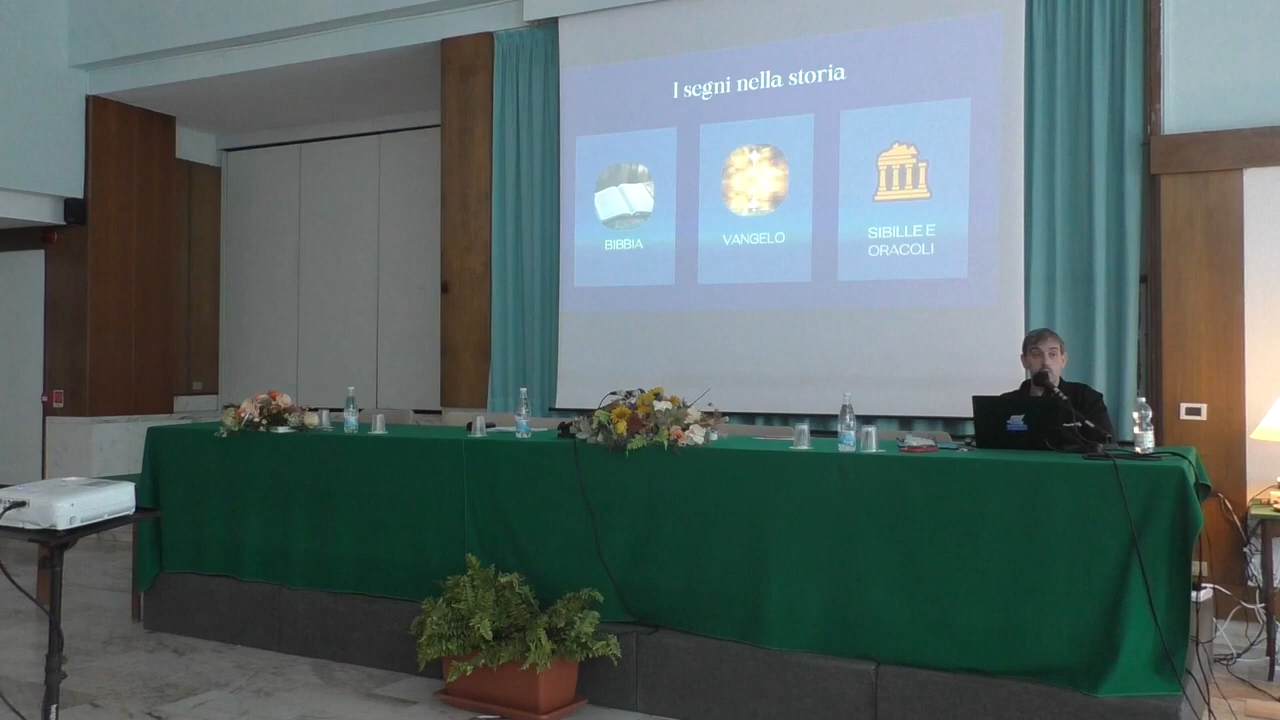 I segni nella storia
BIBBIA
VANGELO
SIBILLE E
ORACOLI